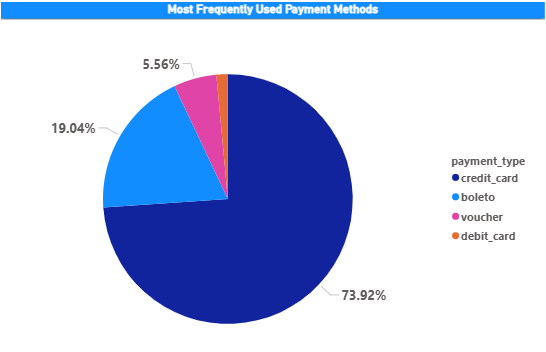 Most Frequently Used Payment Methods
5.56%
19.04%
73.92%
payment_type
credit_card
boleto
voucher
debit_card